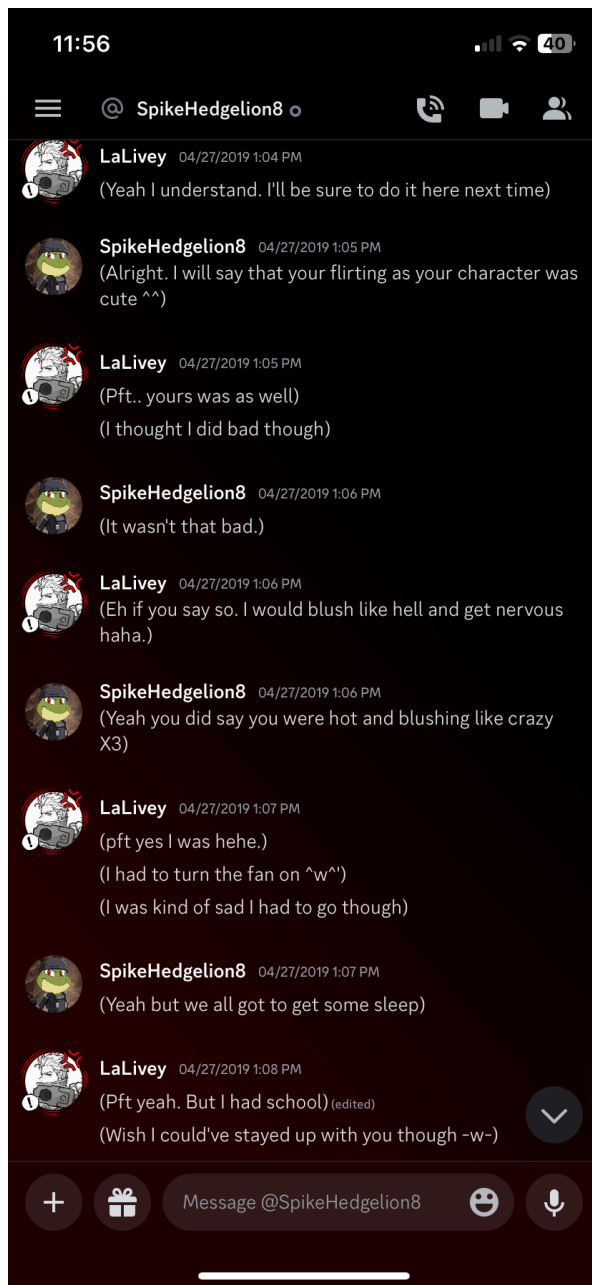 11:56
40
@ SpikeHedgelion8
LaLivey 04/27/2019 1:04 PM
(Yeah I understand. I'll be sure to do it here next time)
SpikeHedgelion8 04/27/2019 1:05 PM
(Alright. I will say that your flirting as your character was
cute ^^)
LaLivey 04/27/2019 1:05 PM
(Pft.. yours was as well)
(I thought I did bad though)
SpikeHedgelion8 04/27/2019 1:06 PM
(It wasn't that bad.)
LaLivey 04/27/2019 1:06 PM
(Eh if you say so. I would blush like hell and get nervous
haha.)
SpikeHedgelion8 04/27/2019 1:06 PM
(Yeah you did say you were hot and blushing like crazy
X3)
LaLivey 04/27/2019 1:07 PM
(pft yes I was hehe.)
(I had to turn the fan on ^w^')
(I was kind of sad I had to go though)
SpikeHedgelion8 04/27/2019 1:07 PM
(Yeah but we all got to get some sleep)
LaLivey 04/27/2019 1:08 PM
(Pft yeah. But I had school) (edited)
(Wish I could've stayed up with you though -w-)
Message @SpikeHedgelion8